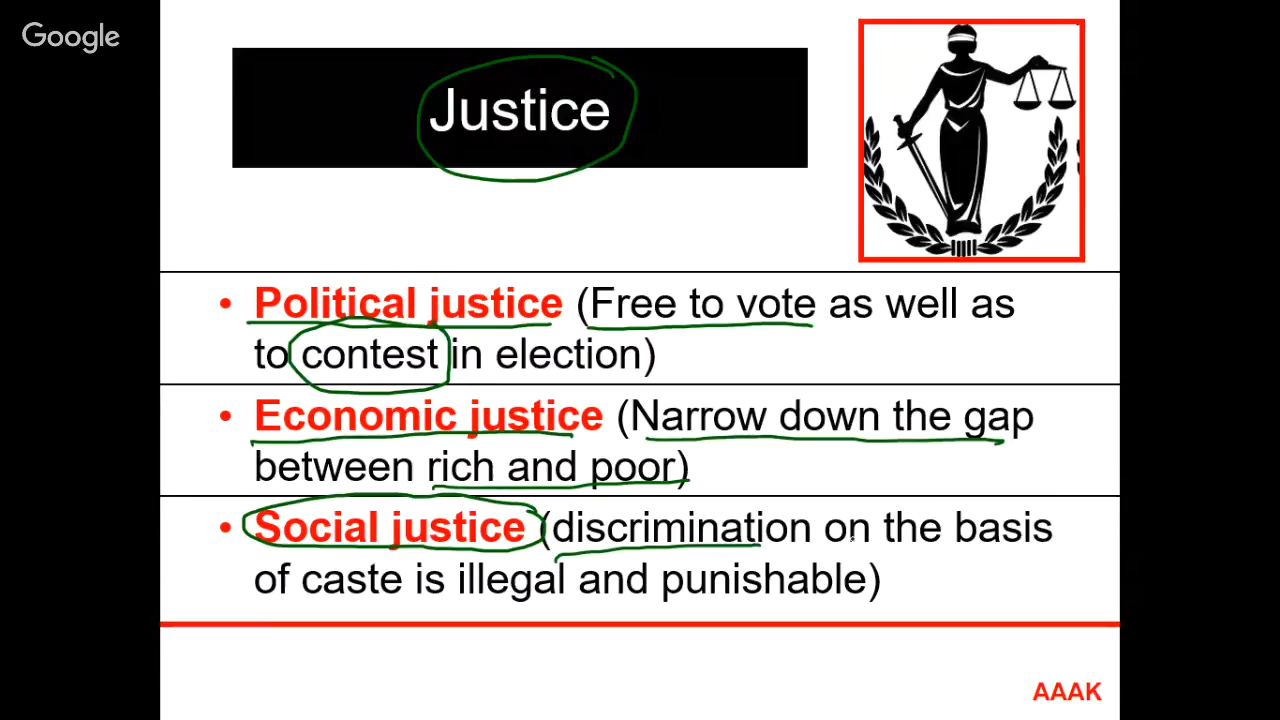 Google
Justice
• Political justice (Free to vote as well as
to contest in election)
• Economic justice (Narrow down the gap
between rich and poor)
• Social justice (discrimination on the basis
of caste is illegal and punishable)
AAAK